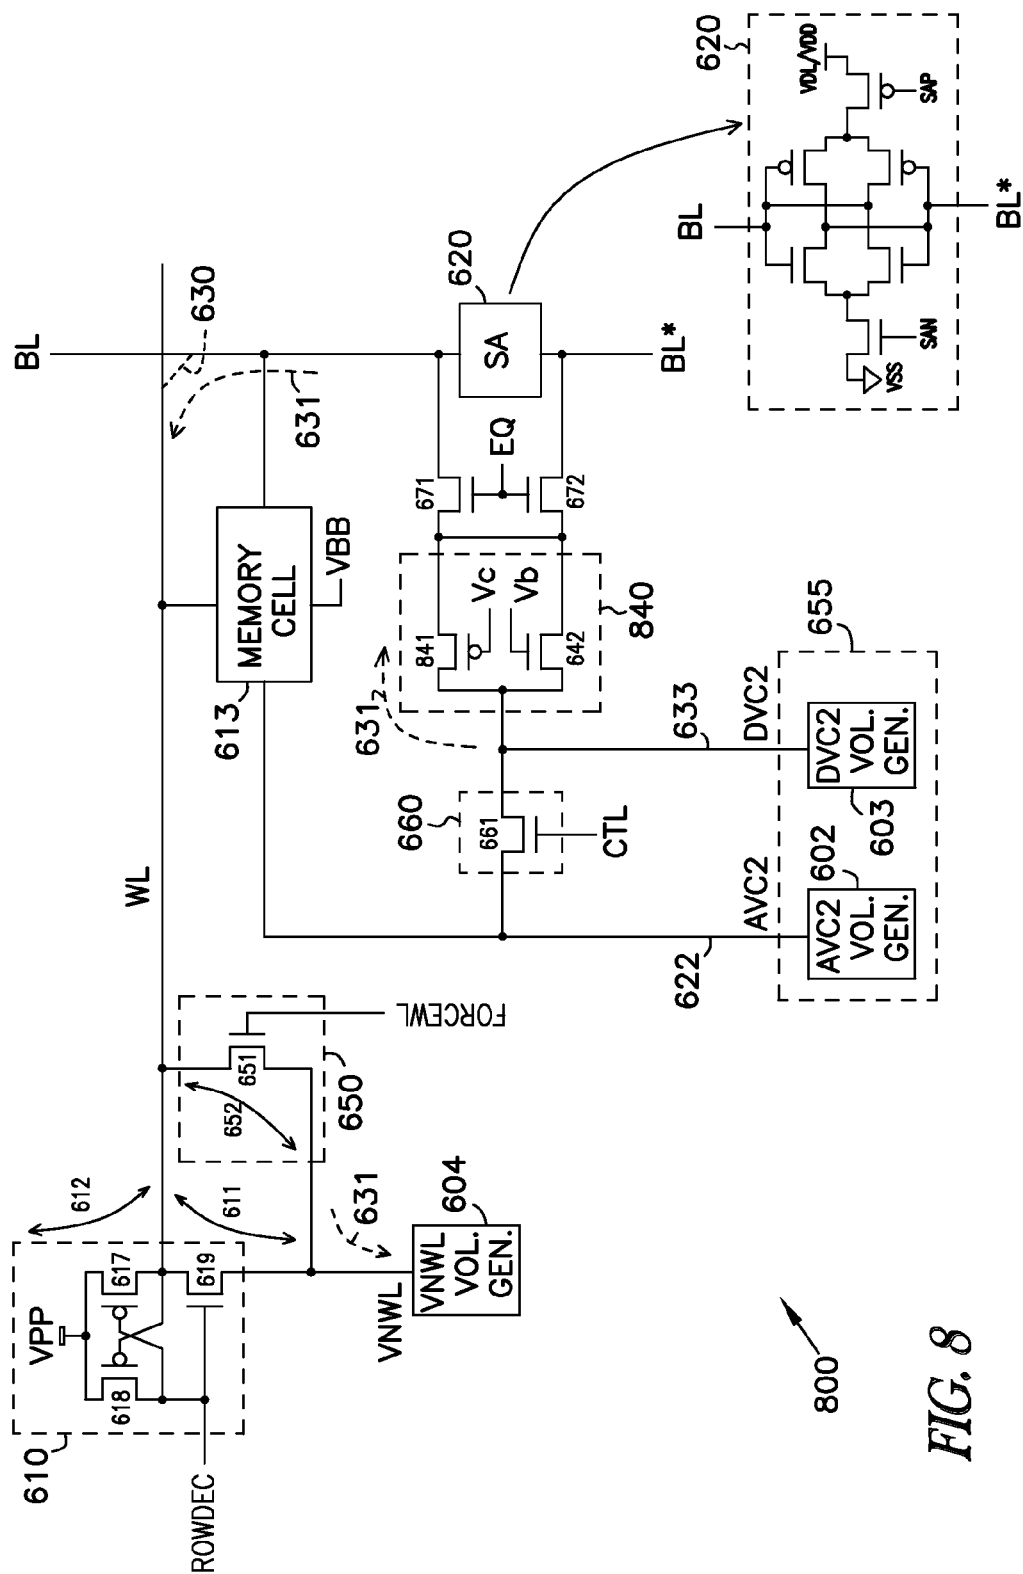 610
VPP
618
617
619
612
611
ROWDEC
VNWL
631
604
VNWL
VOL.
GEN.
WL
652
651
650
FORCEWL
613
MEMORY
CELL
VBB
BL
630
631
620
SA
BL*
EQ
671
672
Vc
Vb
841
642
840
631
660
661
CTL
633
DVC2
622
AVC2
655
DVC2
VOL.
GEN.
603
602
AVC2
VOL.
GEN.
620
BL
BL*
VDL/VDD
SAP
SAN
VSS
800
FIG. 8